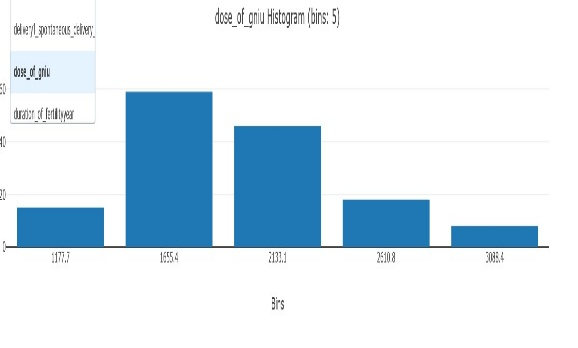 dose_of_gniu Histogram (bins: 5)
delivery1_spontaneous_delivery_
dose_of_gniu
duration_of_fertilityyear
60
40
20
0
1177.7 1655.4 2133.1 2610.8 3088.4
Bins